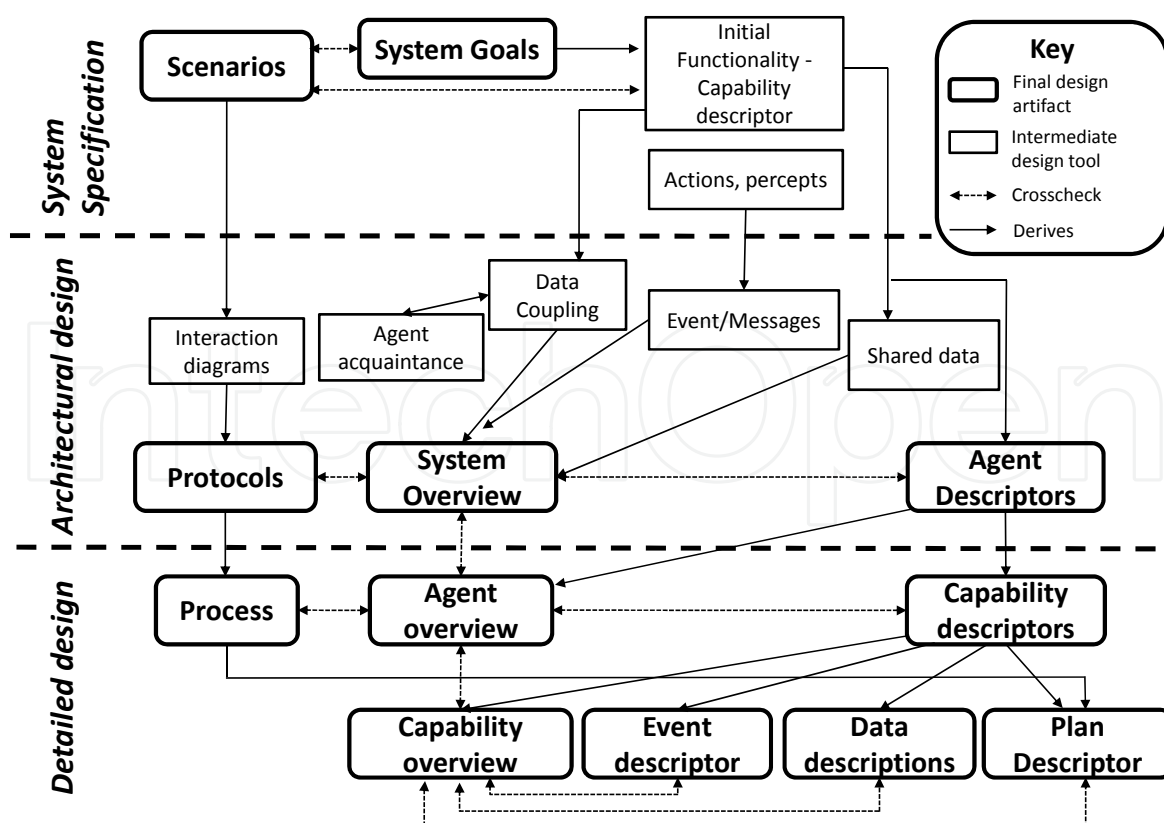 System
Specification
Scenarios
System Goals
Initial
Functionality -
Capability
descriptor
Actions, percepts
Key
Final design
artifact
Intermediate
design tool
Crosscheck
Derives
Architectural design
Interaction
diagrams
Agent
acquaintance
Data
Coupling
Event/Messages
Shared data
IntechOpen
Protocols
System
Overview
Agent
Descriptors
Detailed design
Process
Agent
overview
Capability
descriptors
Capability
overview
Event
descriptor
Data
descriptions
Plan
Descriptor